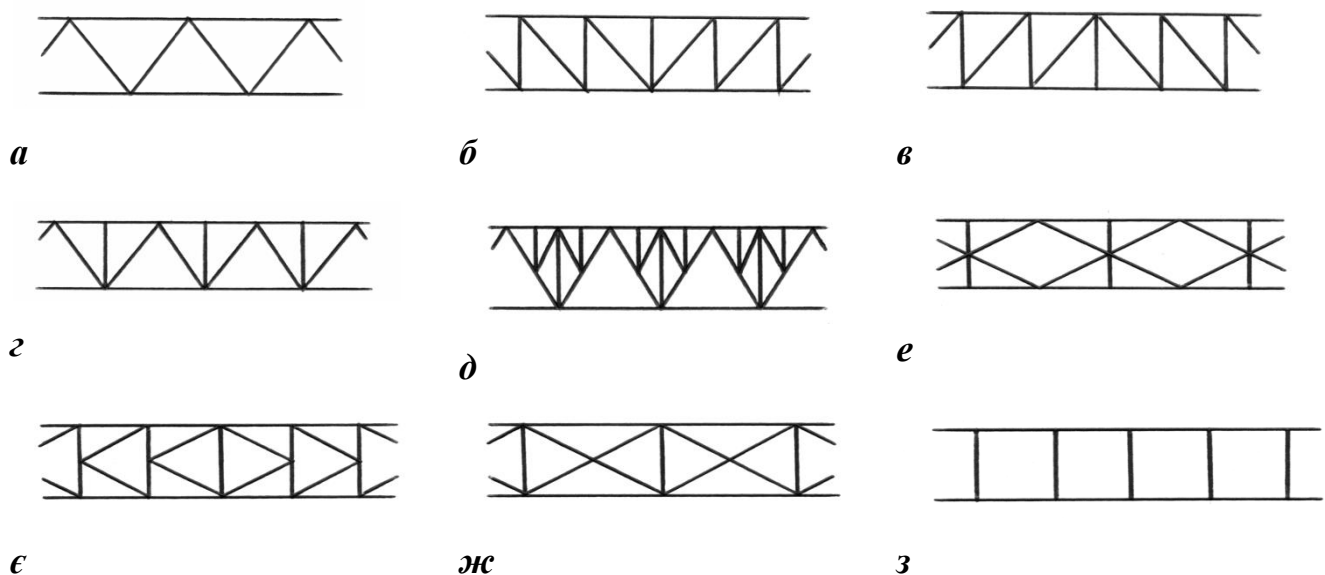 а б в
г д е
є ж з